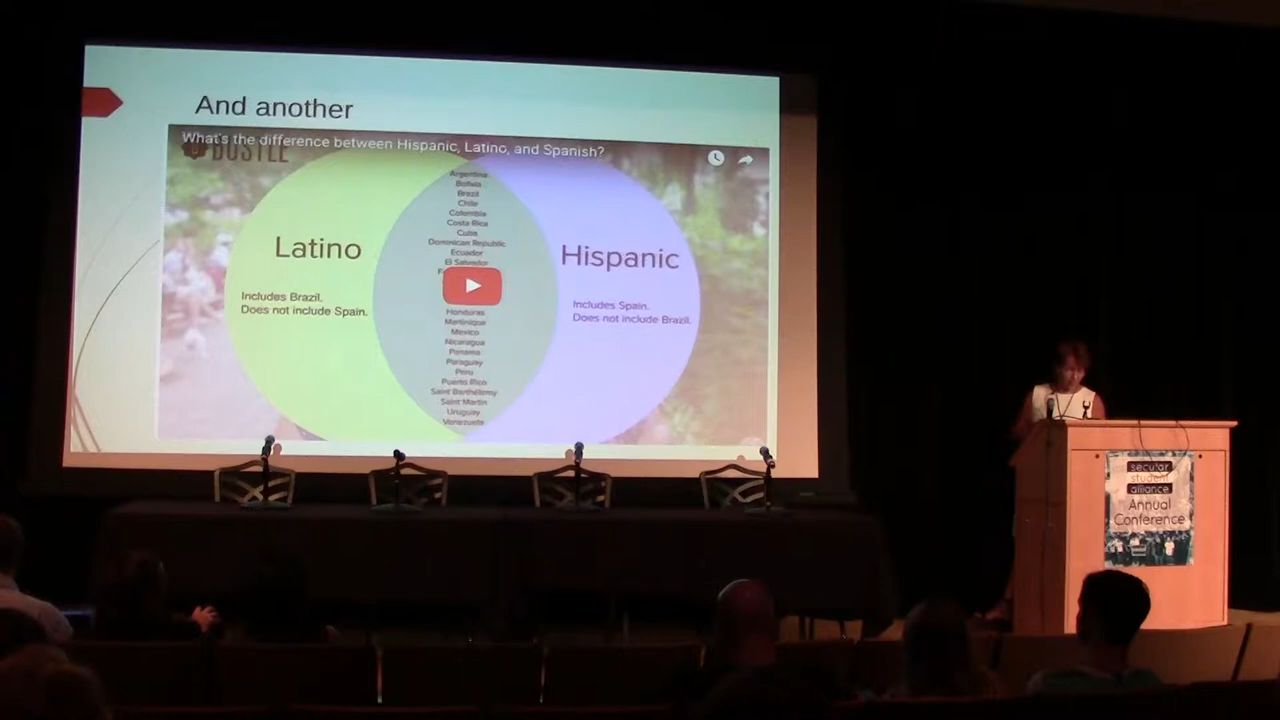 And another
What's the difference between Hispanic, Latino, and Spanish?
BUSTLE
Argentina
Bolivia
Brazil
Chile
Colombia
Costa Rica
Cuba
Dominican Republic
Ecuador
El Salvador
Honduras
Martinique
Mexico
Nicaragua
Panama
Paraguay
Peru
Puerto Rico
Saint Barthélemy
Saint Martin
Uruguay
Venezuela
Latino
Includes Brazil.
Does not include Spain.
Hispanic
Includes Spain.
Does not include Brazil.
secular
student
alliance
Annual
Conference